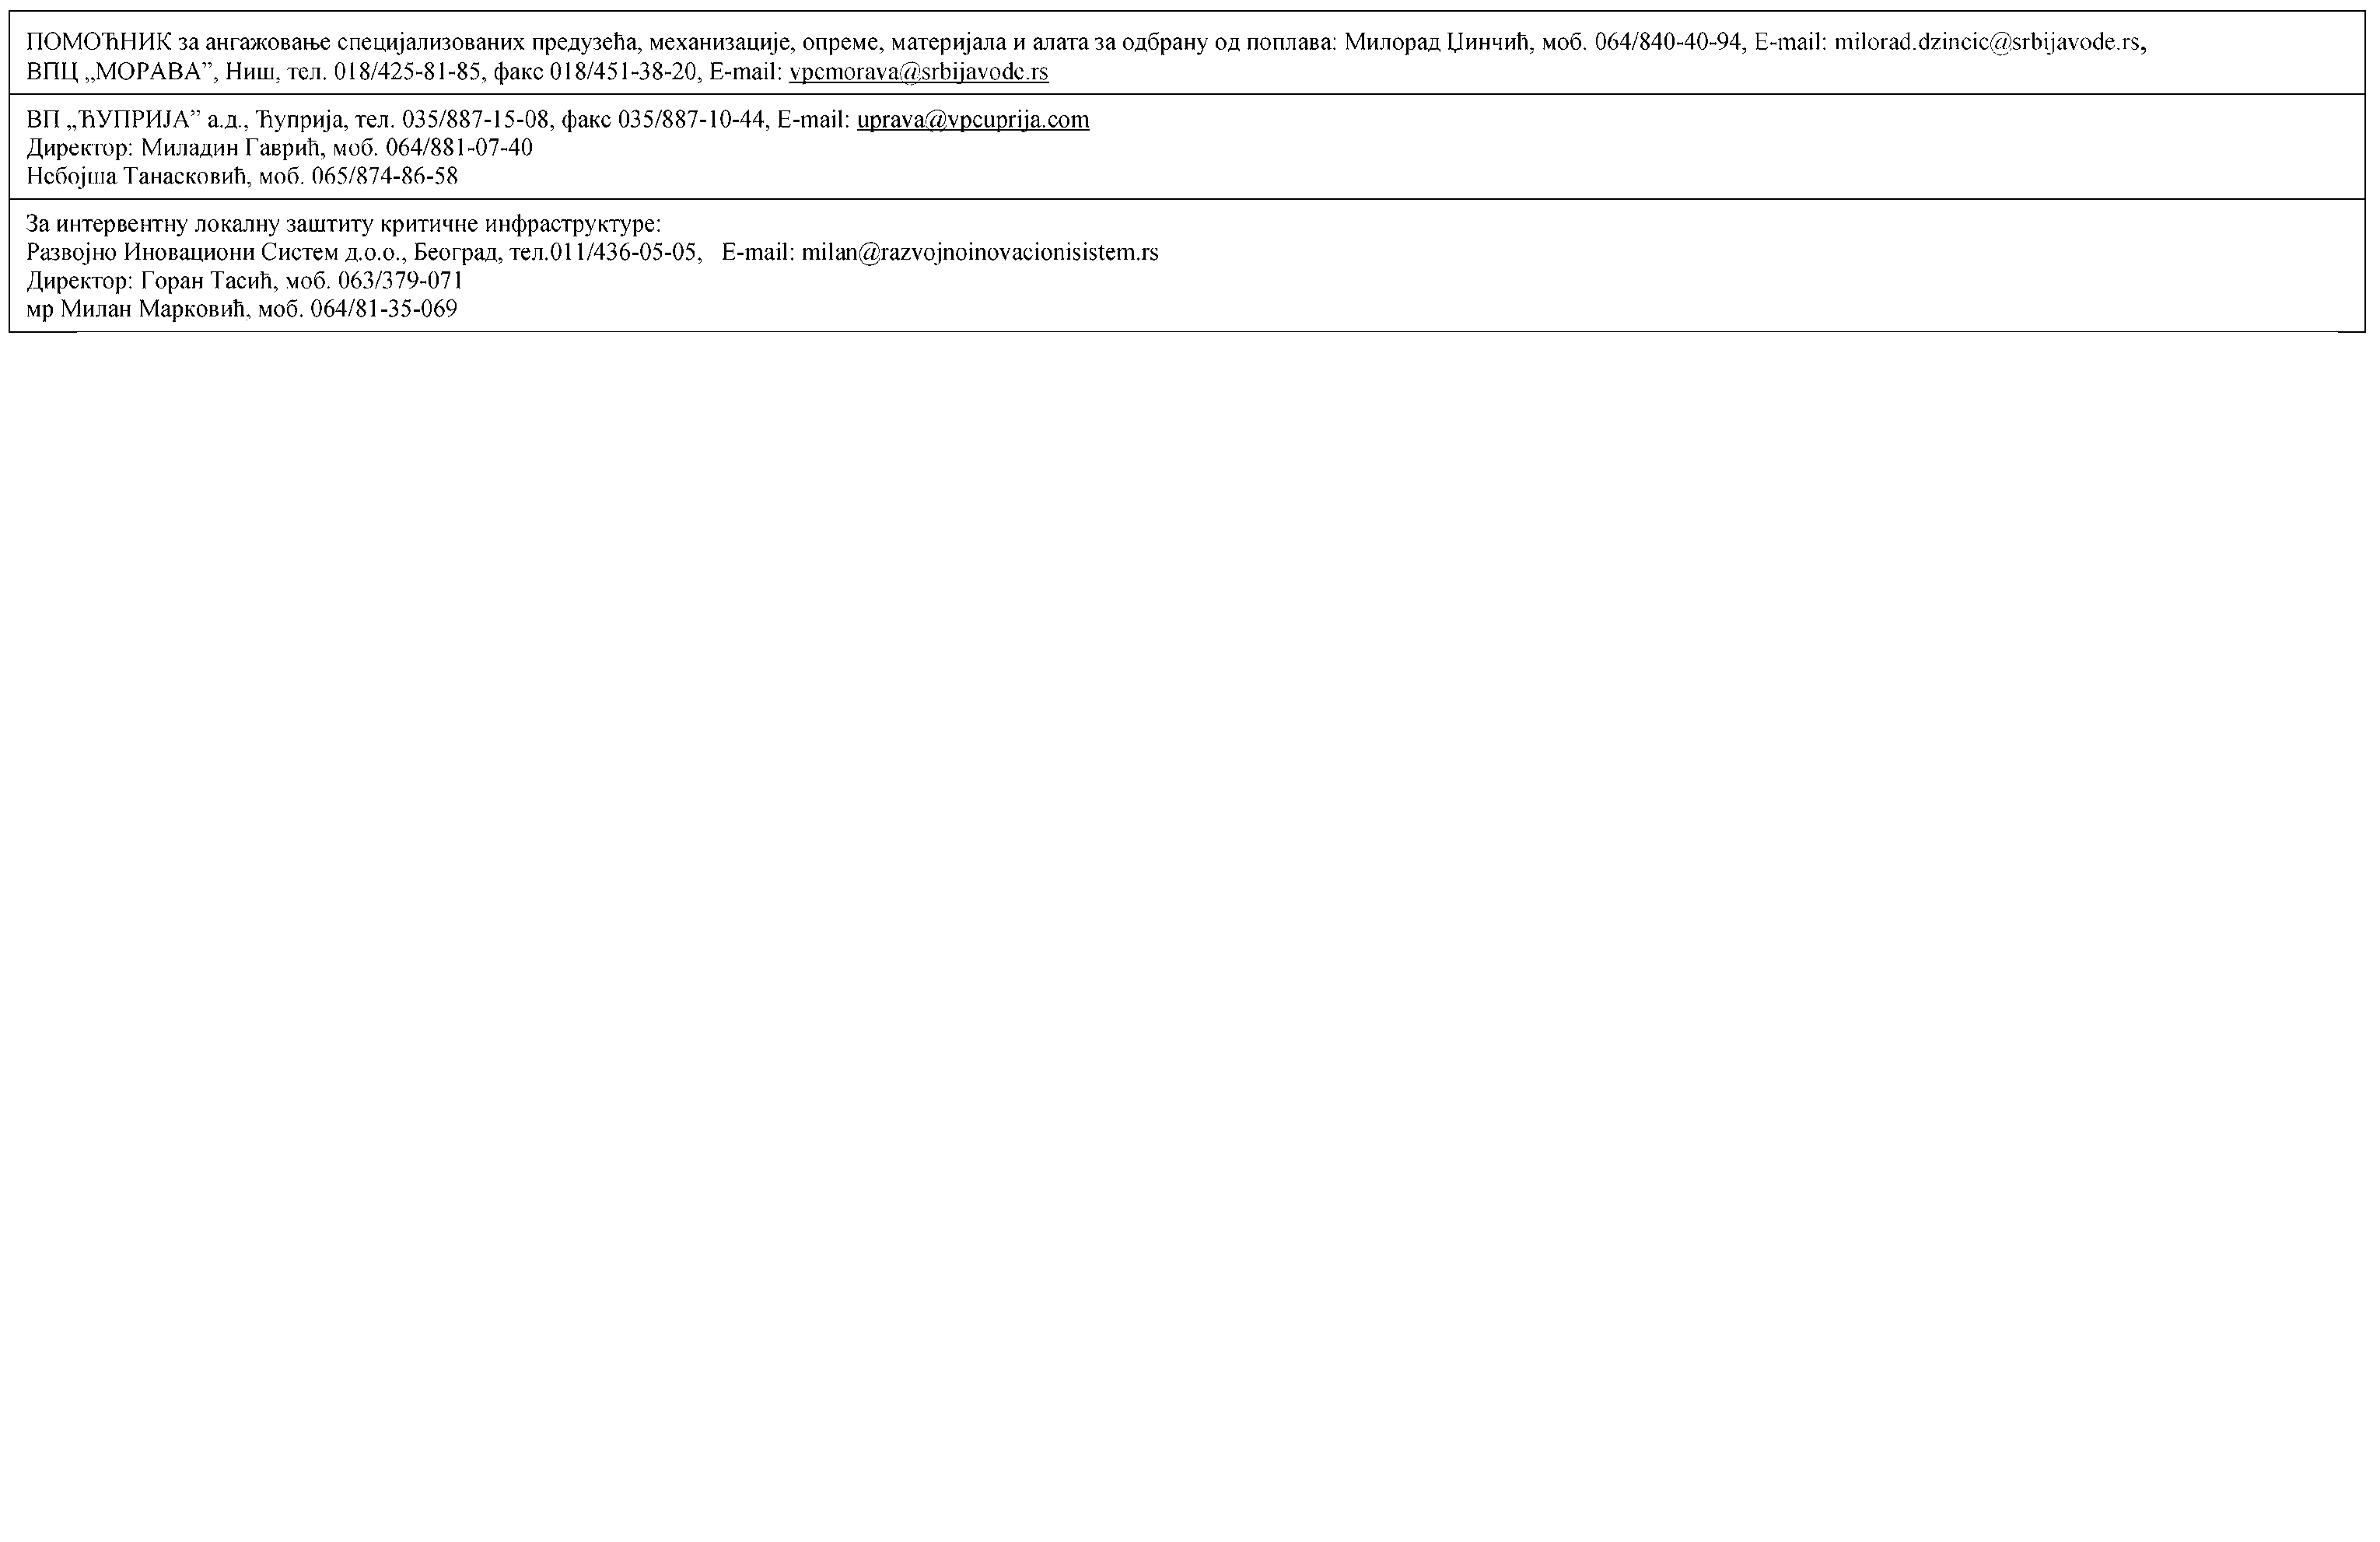 ПОМОЋНИК за ангажовање специјализованих предузећа, механизације, опреме, материјала и алата за одбрану од поплава: Милорад Џинчић, моб. 064/840-40-94, E-mail: milorad.dzincic@srbijavode.rs,
ВПЦ „МОРАВА”, Ниш, тел. 018/425-81-85, факс 018/451-38-20, E-mail: vpcmorava@srbijavode.rs
ВП „ЋУПРИЈА” а.д., Ћуприја, тел. 035/887-15-08, факс 035/887-10-44, E-mail: uprava@vpcuprija.com
Директор: Миладин Гаврић, моб. 064/881-07-40
Небојша Танасковић, моб. 065/874-86-58
За интервентну локалну заштиту критичне инфраструктуре:
Развојно Иновациони Систем д.о.о., Београд, тел.011/436-05-05, E-mail: milan@razvojnoinovacionisistem.rs
Директор: Горан Тасић, моб. 063/379-071
мр Милан Марковић, моб. 064/81-35-069